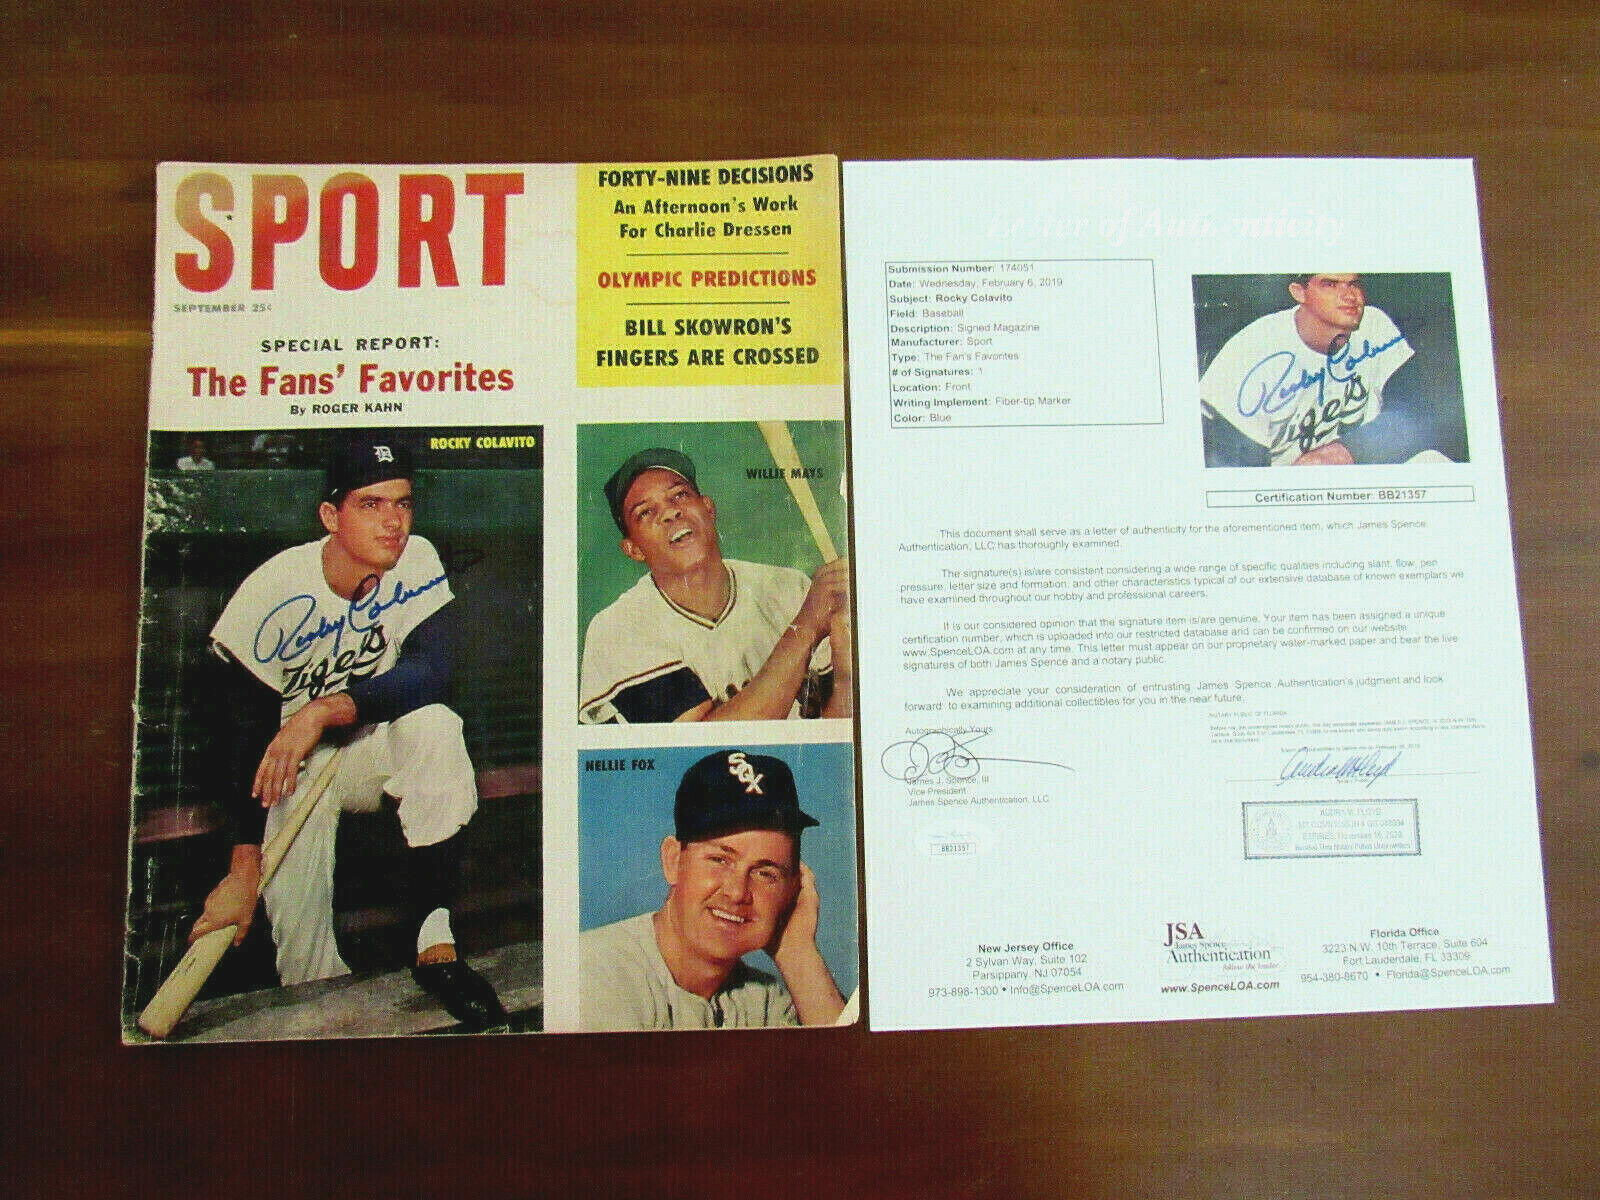 SPORT
SEPTEMBER 25¢
SPECIAL REPORT:
The Fans' Favorites
By ROGER KAHN
FORTY-NINE DECISIONS
An Afternoon's Work
For Charlie Dressen
OLYMPIC PREDICTIONS
BILL SKOWRON'S
FINGERS ARE CROSSED
ROCKY COLAVITO
D
Rocky Colavito
Tigers
WILLIE MAYS
NELLIE FOX
SOX
Letter of Authenticity
Submission Number: 174051
Date: Wednesday, February 6, 2019
Subject: Rocky Colavito
Field: Baseball
Description: Signed Magazine
Manufacturer: Sport
Type: The Fan's Favorites
# of Signatures: 1
Location: Front
Writing Implement: Fiber-tip Marker
Color: Blue
Rocky Colavito
Tigers
Certification Number: BB21357
This document shall serve as a letter of authenticity for the aforementioned item, which James Spence
Authentication, LLC has thoroughly examined.
The signature(s) is/are consistent considering a wide range of specific qualities including slant, flow, pen
pressure, letter size and formation, and other characteristics typical of our extensive database of known exemplars we
have examined throughout our hobby and professional careers.
It is our considered opinion that the signature item is/are genuine. Your item has been assigned a unique
certification number, which is uploaded into our restricted database and can be confirmed on our website
www.SpenceLOA.com at any time. This letter must appear on our proprietary water-marked paper and bear the live
signatures of both James Spence and a notary public.
We appreciate your consideration of entrusting James Spence Authentication's judgment and look
forward to examining additional collectibles for you in the near future.
Autographically Yours,
James J. Spence, III
Vice President
James Spence Authentication, LLC
NOTARY PUBLIC OF FLORIDA
BB21357
EXPIRES: November 16, 2020
New Jersey Office
2 Sylvan Way, Suite 102
Parsippany, NJ 07054
973-898-1300 • Info@SpenceLOA.com
JSA
James Spence
Authentication
follow the leader
www.SpenceLOA.com
Florida Office
3223 N.W. 10th Terrace, Suite 604
Fort Lauderdale, FL 33309
954-380-8670 • Florida@SpenceLOA.com